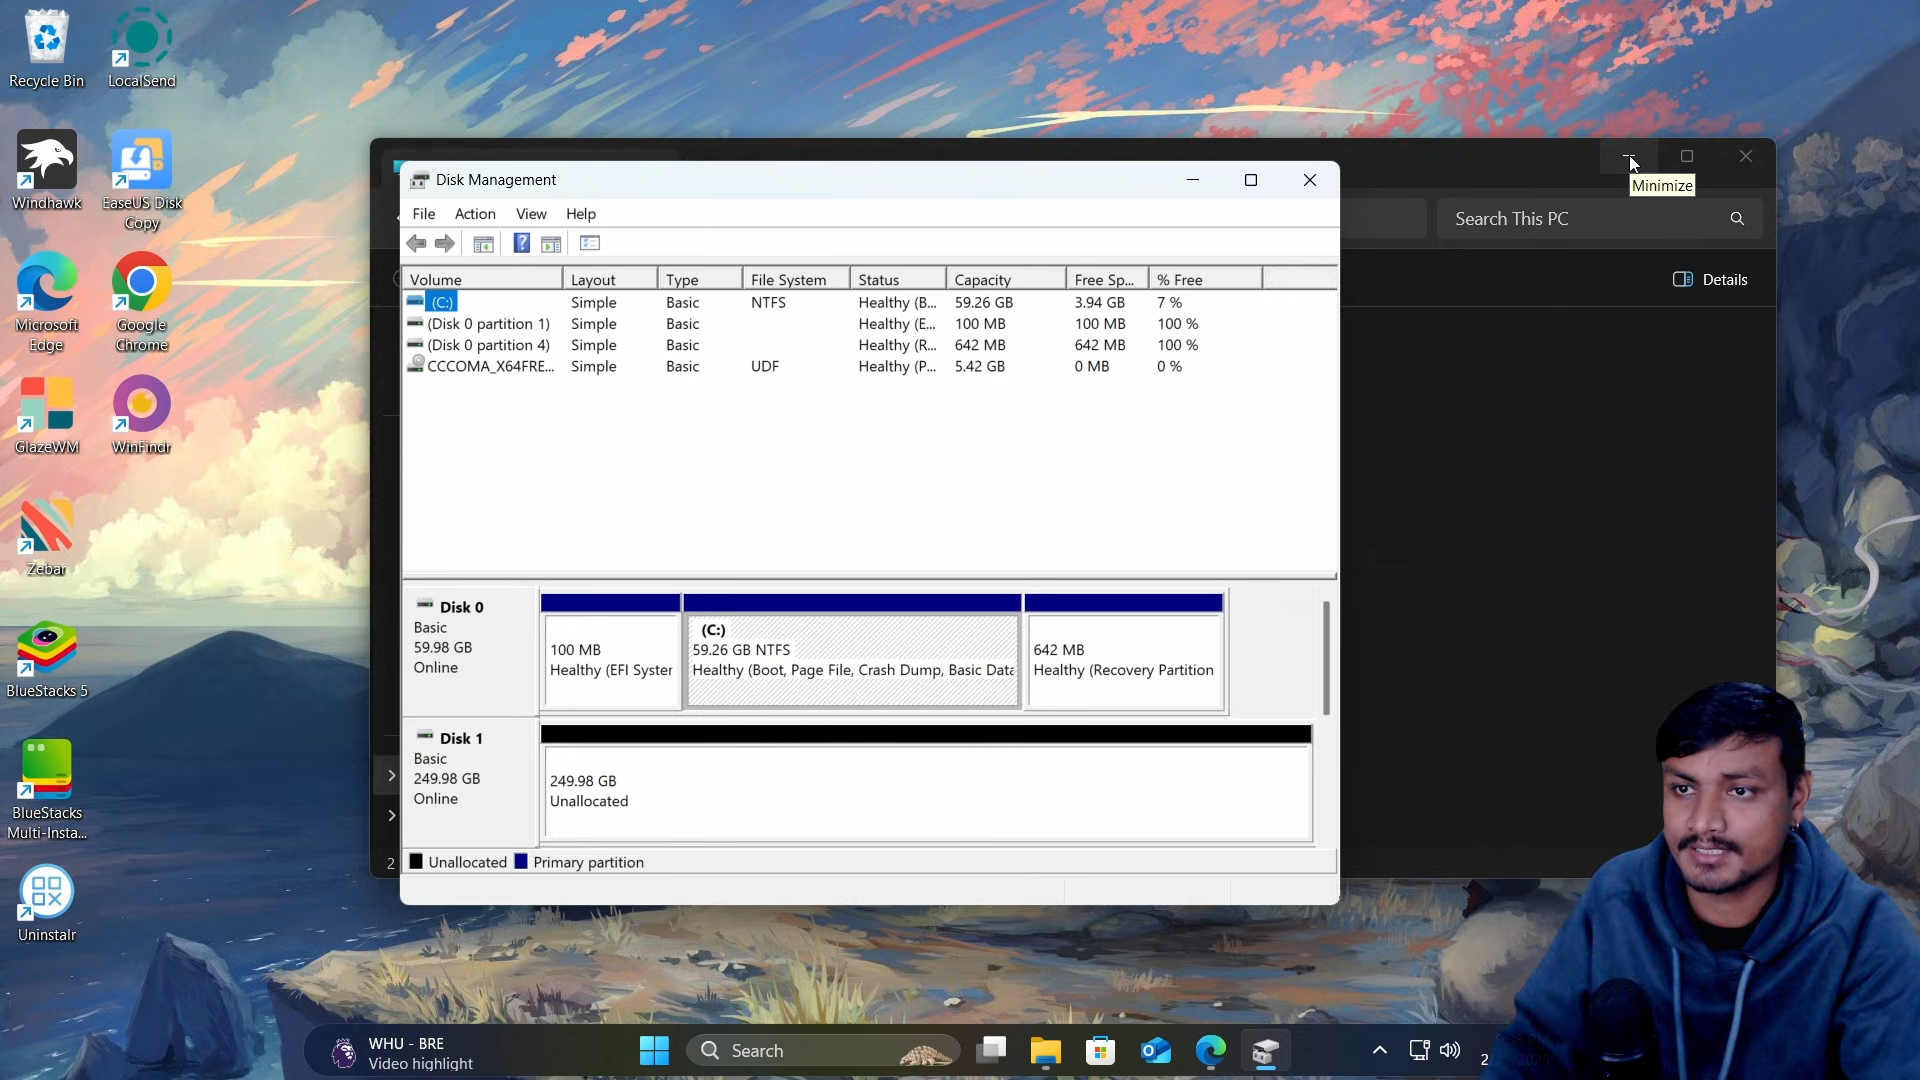 Recycle Bin
LocalSend
Windhawk
EaseUS Disk
Copy
Microsoft
Edge
Google
Chrome
GlazeWM
WinFindr
Zebar
BlueStacks 5
BlueStacks
Multi-Insta...
Uninstalr
Minimize
Search This PC
Details
2
Disk Management
File Action View Help
Volume Layout Type File System Status Capacity Free Sp... % Free
(C:) Simple Basic NTFS Healthy (B... 59.26 GB 3.94 GB 7 %
(Disk 0 partition 1) Simple Basic Healthy (E... 100 MB 100 MB 100 %
(Disk 0 partition 4) Simple Basic Healthy (R... 642 MB 642 MB 100 %
CCCOMA_X64FRE... Simple Basic UDF Healthy (P... 5.42 GB 0 MB 0 %
Disk 0
Basic
59.98 GB
Online
100 MB
Healthy (EFI System
(C:)
59.26 GB NTFS
Healthy (Boot, Page File, Crash Dump, Basic Data
642 MB
Healthy (Recovery Partition
Disk 1
Basic
249.98 GB
Online
249.98 GB
Unallocated
Unallocated Primary partition
WHU - BRE
Video highlight
Search
2